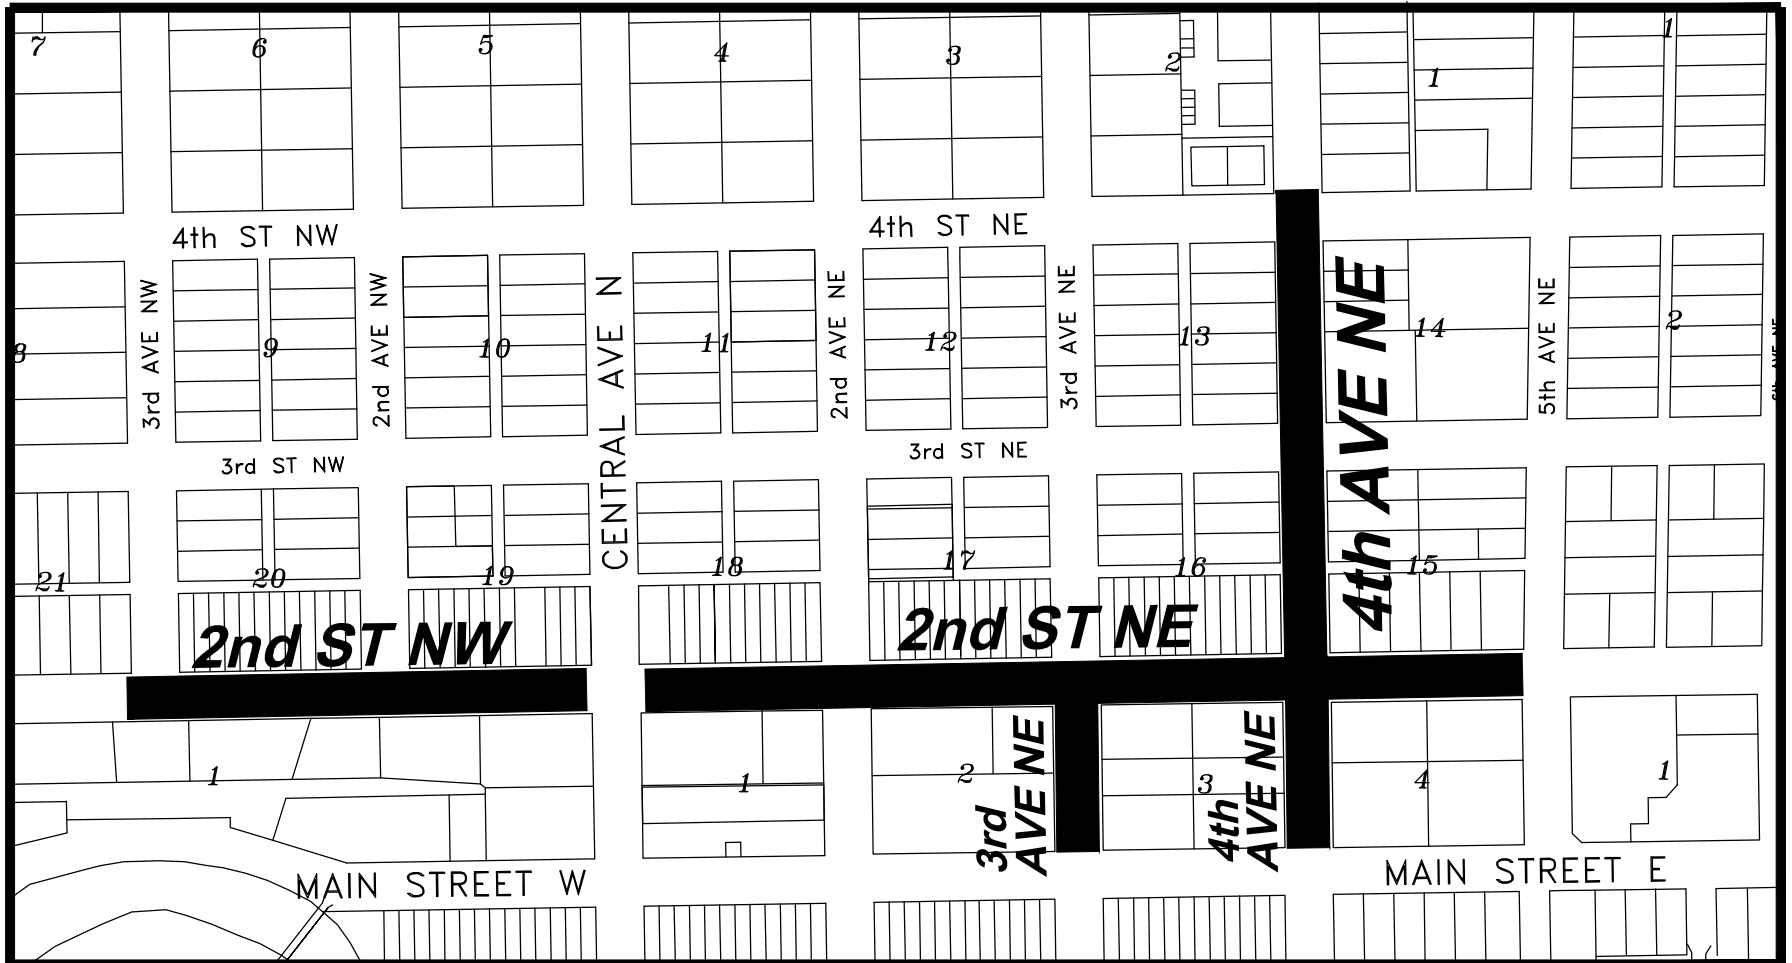 7
6
5
4
3
2
1
1
4th ST NW
4th ST NE
3rd AVE NW
2nd AVE NW
CENTRAL AVE N
2nd AVE NE
3rd AVE NE
4th AVE NE
5th AVE NE
8
9
10
11
12
13
14
2
3rd ST NW
3rd ST NE
21
20
19
18
17
16
15
2nd ST NW
2nd ST NE
1
1
2
3rd
AVE NE
3
4th
AVE NE
4
1
MAIN STREET W
MAIN STREET E